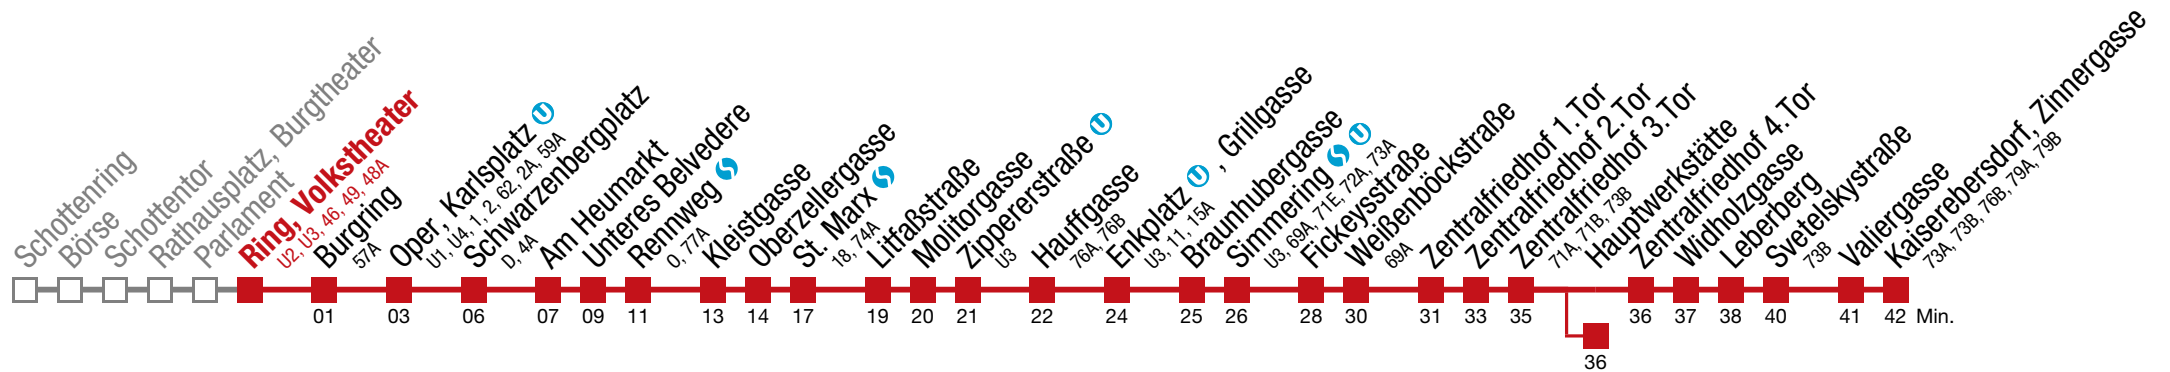 Schottenring
Börse
Schottentor
Rathausplatz, Burgtheater
Parlament
Ring, Volkstheater
U2, U3, 46, 49, 48A
Burgring
57A
Oper, Karlsplatz U
U1, U4, 1, 2, 62, 2A, 59A
Schwarzenbergplatz
D, 4A
Am Heumarkt
Unteres Belvedere
Rennweg
O, 77A
Kleistgasse
Oberzellergasse
St. Marx
18, 74A
Litfaßstraße
Molitorgasse
Zippererstraße U
U3
Hauffgasse
76A, 76B
Enkplatz U , Grillgasse
U3, 11, 15A
Braunhubergasse
Simmering U
U3, 69A, 71E, 72A, 73A
Fickeysstraße
Weißenböckstraße
69A
Zentralfriedhof 1.Tor
Zentralfriedhof 2.Tor
Zentralfriedhof 3.Tor
71A, 71B, 73B
Hauptwerkstätte
Zentralfriedhof 4.Tor
Widholzgasse
Leberberg
Svetelskystraße
73B
Valiergasse
Kaiserebersdorf, Zinnergasse
73A, 73B, 76B, 79A, 79B
01 03 06 07 09 11 13 14 17 19 20 21 22 24 25 26 28 30 31 33 35 36 37 38 40 41 42 Min.
36